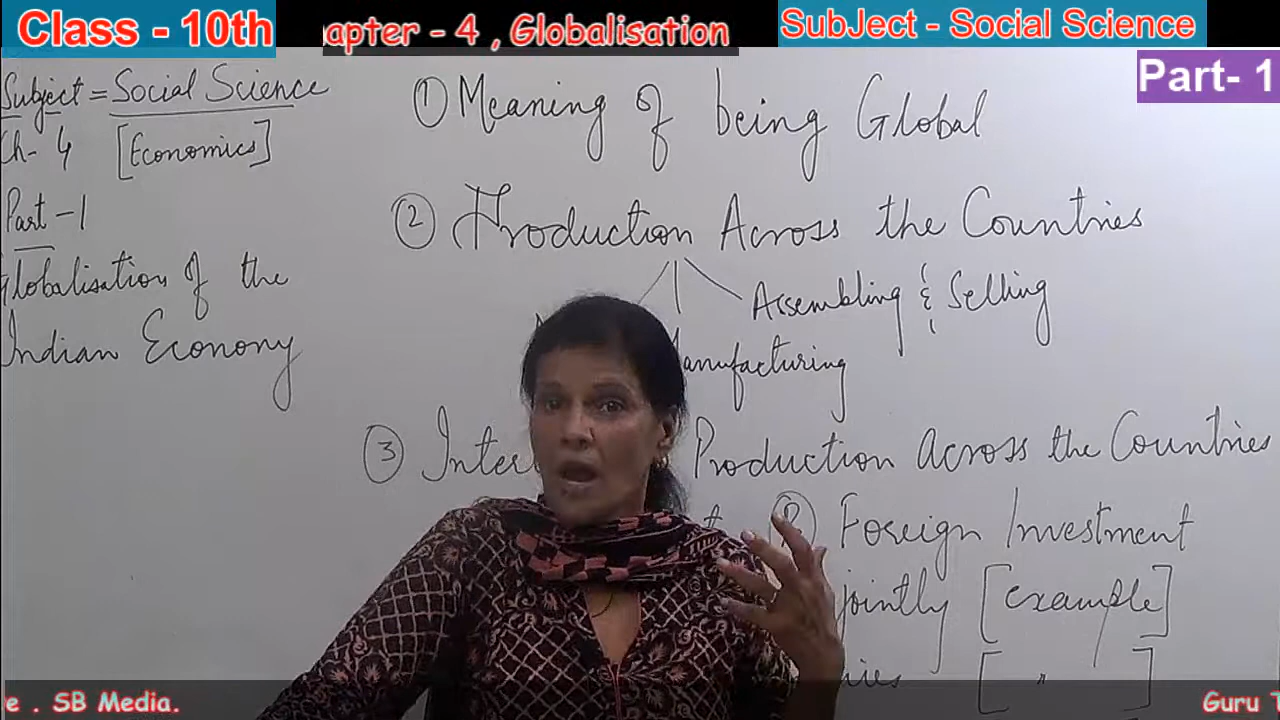 Class - 10th
apter - 4 , Globalisation
SubJect - Social Science
Part- 1
Subject = Social Science
Ch- 4 [Economics]
Part -1
Globalisation of the
Indian Economy
① Meaning of being Global
② Production Across the Countries
Assembling & Selling
anufacturing
③ Inter Production across the Countries
Foreign Investment
jointly [example]
[ " ]
e . SB Media.
Guru T